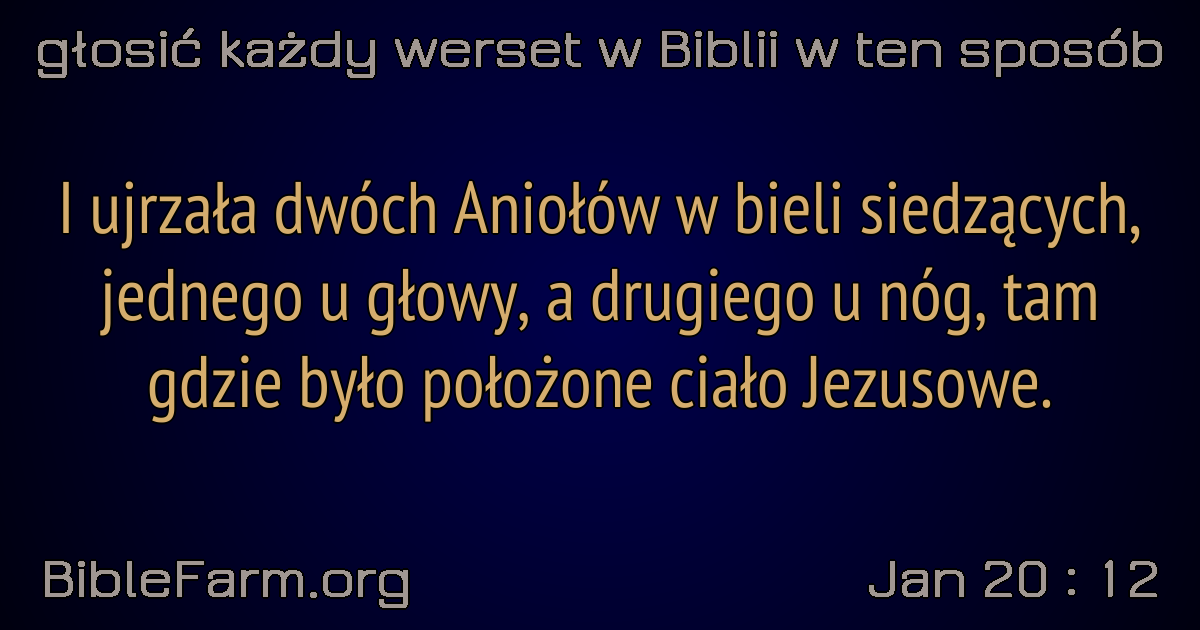 głosić każdy werset w Biblii w ten sposób
I ujrzała dwóch Aniołów w bieli siedzących,
jednego u głowy, a drugiego u nóg, tam
gdzie było położone ciało Jezusowe.
BibleFarm.org
Jan 20 : 12